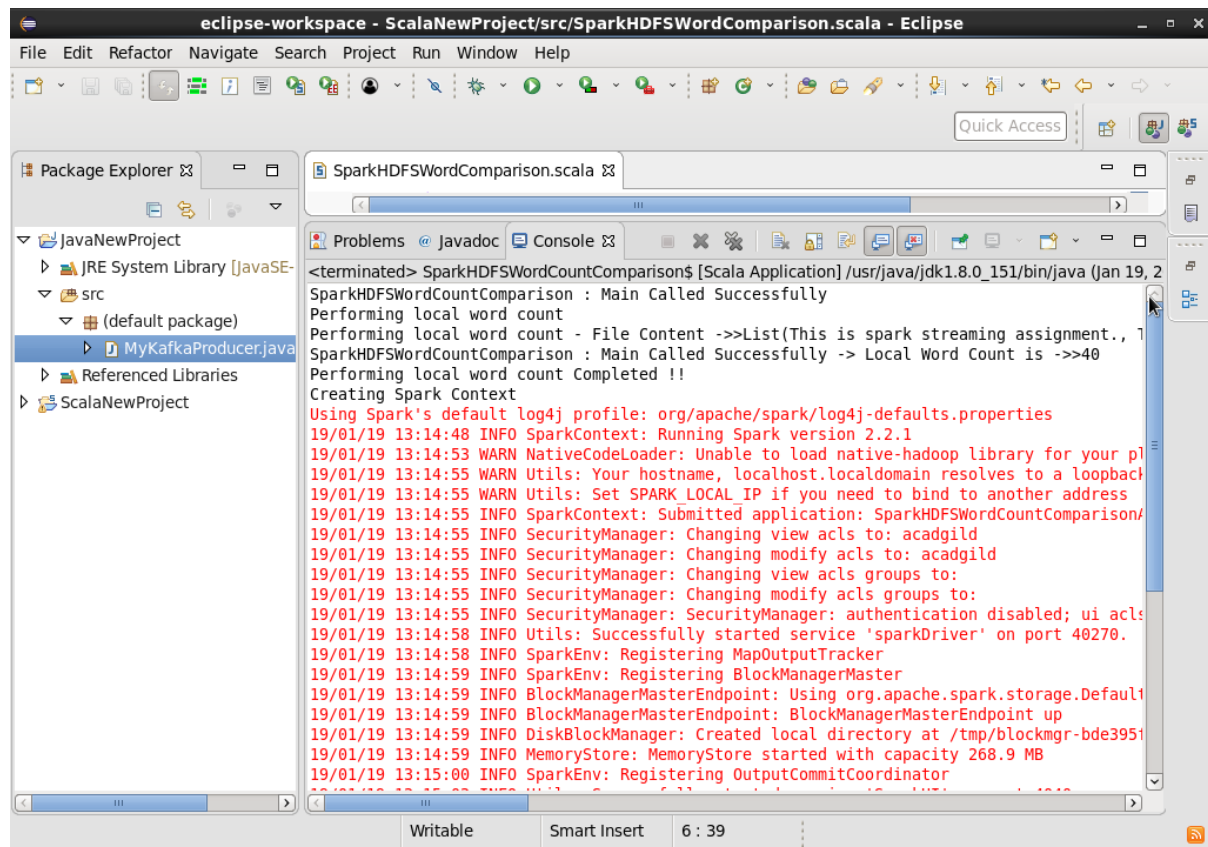 eclipse-workspace - ScalaNewProject/src/SparkHDFSWordComparison.scala - Eclipse
File Edit Refactor Navigate Search Project Run Window Help
Quick Access
Package Explorer
SparkHDFSWordComparison.scala
JavaNewProject
JRE System Library [JavaSE-
src
(default package)
MyKafkaProducer.java
Referenced Libraries
ScalaNewProject
Problems @ Javadoc Console
<terminated> SparkHDFSWordCountComparison$ [Scala Application] /usr/java/jdk1.8.0_151/bin/java (Jan 19, 2
SparkHDFSWordCountComparison : Main Called Successfully
Performing local word count
Performing local word count - File Content ->>List(This is spark streaming assignment., T
SparkHDFSWordCountComparison : Main Called Successfully -> Local Word Count is ->>40
Performing local word count Completed !!
Creating Spark Context
Using Spark's default log4j profile: org/apache/spark/log4j-defaults.properties
19/01/19 13:14:48 INFO SparkContext: Running Spark version 2.2.1
19/01/19 13:14:53 WARN NativeCodeLoader: Unable to load native-hadoop library for your pl
19/01/19 13:14:55 WARN Utils: Your hostname, localhost.localdomain resolves to a loopback
19/01/19 13:14:55 WARN Utils: Set SPARK_LOCAL_IP if you need to bind to another address
19/01/19 13:14:55 INFO SparkContext: Submitted application: SparkHDFSWordCountComparisonA
19/01/19 13:14:55 INFO SecurityManager: Changing view acls to: acadgild
19/01/19 13:14:55 INFO SecurityManager: Changing modify acls to: acadgild
19/01/19 13:14:55 INFO SecurityManager: Changing view acls groups to:
19/01/19 13:14:55 INFO SecurityManager: Changing modify acls groups to:
19/01/19 13:14:55 INFO SecurityManager: SecurityManager: authentication disabled; ui acls
19/01/19 13:14:58 INFO Utils: Successfully started service 'sparkDriver' on port 40270.
19/01/19 13:14:58 INFO SparkEnv: Registering MapOutputTracker
19/01/19 13:14:59 INFO SparkEnv: Registering BlockManagerMaster
19/01/19 13:14:59 INFO BlockManagerMasterEndpoint: Using org.apache.spark.storage.Default
19/01/19 13:14:59 INFO BlockManagerMasterEndpoint: BlockManagerMasterEndpoint up
19/01/19 13:14:59 INFO DiskBlockManager: Created local directory at /tmp/blockmgr-bde395f
19/01/19 13:14:59 INFO MemoryStore: MemoryStore started with capacity 268.9 MB
19/01/19 13:15:00 INFO SparkEnv: Registering OutputCommitCoordinator
Writable Smart Insert 6 : 39